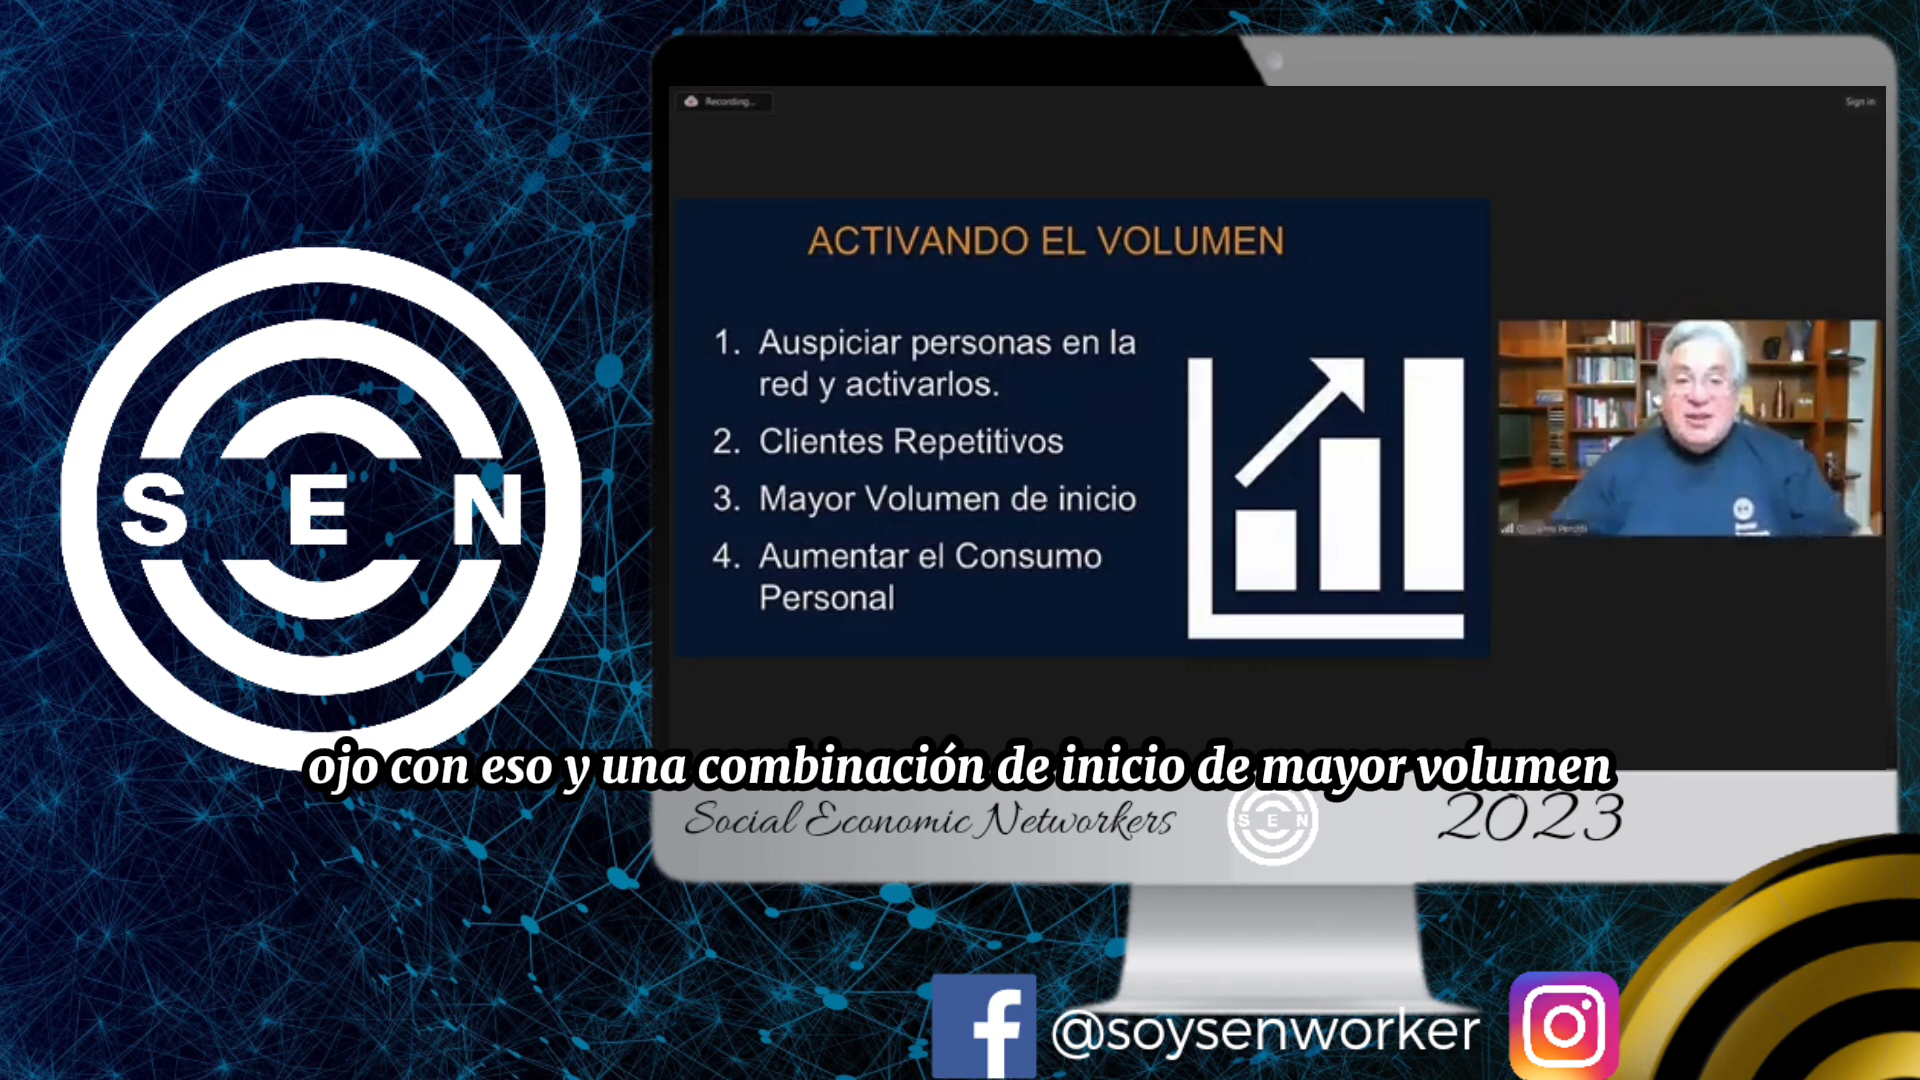 Recording...
Sign in
ACTIVANDO EL VOLUMEN
1. Auspiciar personas en la
red y activarlos.
2. Clientes Repetitivos
3. Mayor Volumen de inicio
4. Aumentar el Consumo
Personal
S E N
ojo con eso y una combinación de inicio de mayor volumen
Social Economic Networkers
S E N
2023
@soysenworker